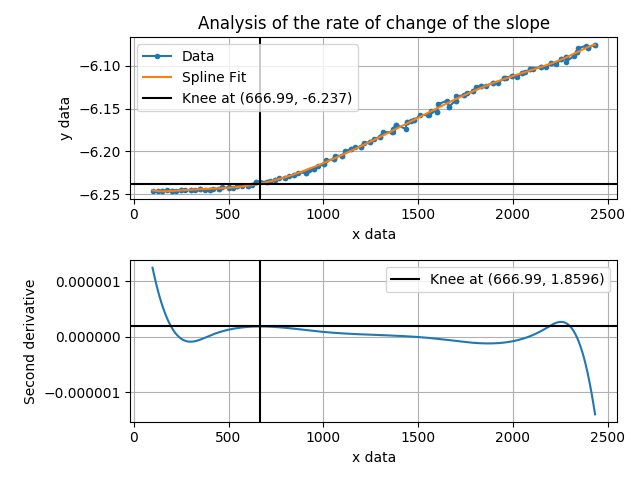 Analysis of the rate of change of the slope
Data
Spline Fit
Knee at (666.99, -6.237)
y data
−6.10
−6.15
−6.20
−6.25
0 500 1000 1500 2000 2500
x data
Knee at (666.99, 1.8596)
Second derivative
0.000001
0.000000
−0.000001
0 500 1000 1500 2000 2500
x data